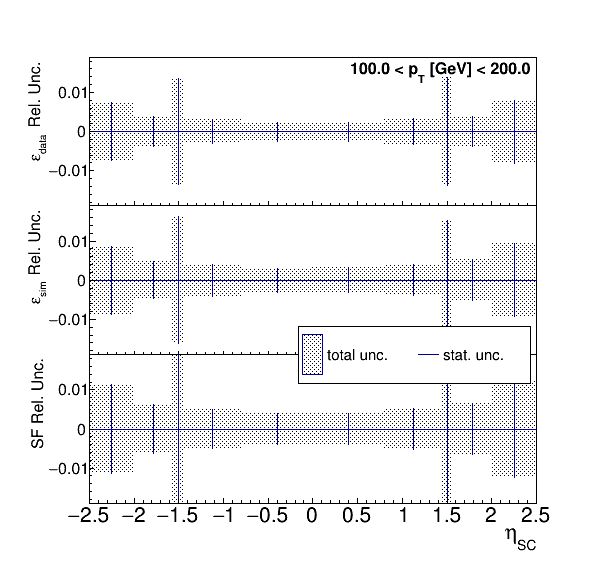 100.0 < p_T [GeV] < 200.0
ε_data Rel. Unc.
0.01
0
−0.01
ε_sim Rel. Unc.
0.01
0
−0.01
total unc.
stat. unc.
SF Rel. Unc.
0.01
0
−0.01
−2.5 −2 −1.5 −1 −0.5 0 0.5 1 1.5 2 2.5
η_SC